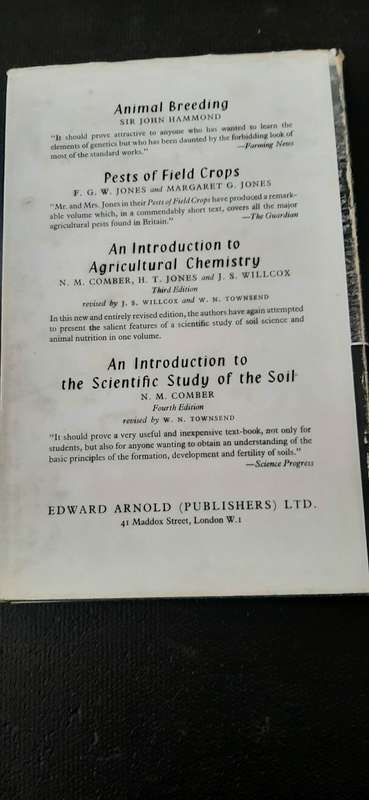 Animal Breeding
SIR JOHN HAMMOND
"It should prove attractive to anyone who has wanted to learn the
elements of genetics but who has been daunted by the forbidding look of
most of the standard works." —Farming News
Pests of Field Crops
F. G. W. JONES and MARGARET G. JONES
"Mr. and Mrs. Jones in their Pests of Field Crops have produced a remark-
able volume which, in a commendably short text, covers all the major
agricultural pests found in Britain." —The Guardian
An Introduction to
Agricultural Chemistry
N. M. COMBER, H. T. JONES and J. S. WILLCOX
Third Edition
revised by J. S. WILLCOX and W. N. TOWNSEND
In this new and entirely revised edition, the authors have again attempted
to present the salient features of a scientific study of soil science and
animal nutrition in one volume.
An Introduction to
the Scientific Study of the Soil
N. M. COMBER
Fourth Edition
revised by W. N. TOWNSEND
"It should prove a very useful and inexpensive text-book, not only for
students, but also for anyone wanting to obtain an understanding of the
basic principles of the formation, development and fertility of soils."
—Science Progress
EDWARD ARNOLD (PUBLISHERS) LTD.
41 Maddox Street, London W.1